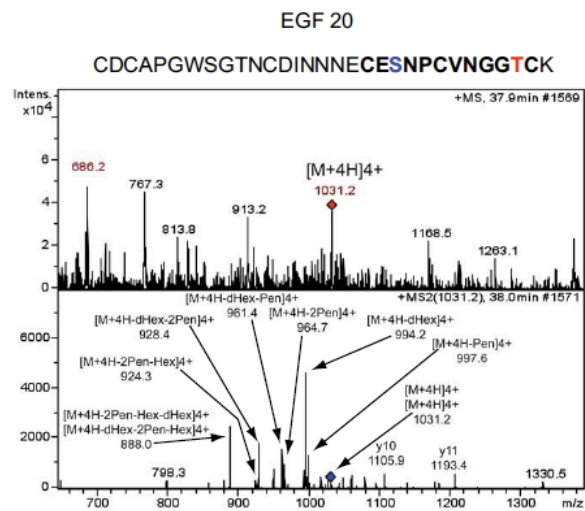 EGF 20
CDCAPGWSGTNCDINNNECESNPCVNGGTCK
Intens.
x10⁴
+MS, 37.9min #1569
[M+4H]4+
686.2
1031.2
767.3
913.2
813.8
1168.5
1263.1
6
4
2
0
+MS2(1031.2), 38.0min #1571
[M+4H-dHex-Pen]4+
961.4
[M+4H-2Pen]4+
964.7
[M+4H-dHex-2Pen]4+
928.4
[M+4H-dHex]4+
994.2
[M+4H-2Pen-Hex]4+
924.3
[M+4H-Pen]4+
997.6
[M+4H-2Pen-Hex-dHex]4+
[M+4H-dHex-2Pen-Hex]4+
888.0
[M+4H]4+
[M+4H]4+
1031.2
y10
1105.9
y11
1193.4
798.3
1330.5
6000
4000
2000
0
700 800 900 1000 1100 1200 1300 m/z